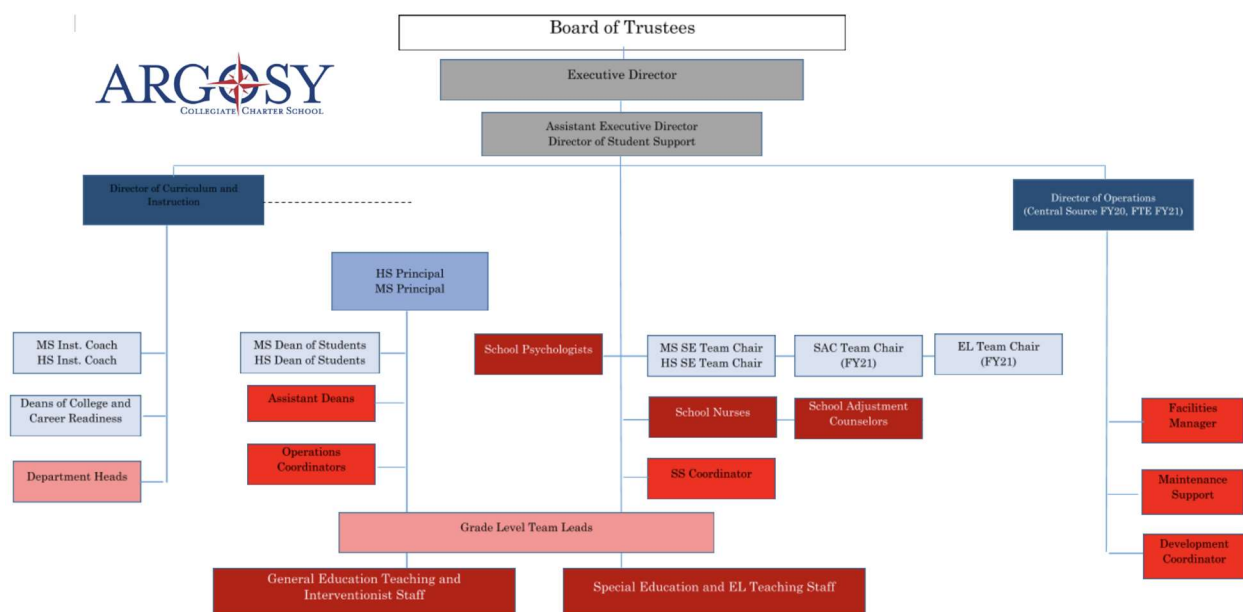 Board of Trustees
ARGOSY
COLLEGIATE CHARTER SCHOOL
Executive Director
Assistant Executive Director
Director of Student Support
Director of Curriculum and
Instruction
Director of Operations
(Central Source FY20, FTE FY21)
HS Principal
MS Principal
MS Inst. Coach
HS Inst. Coach
MS Dean of Students
HS Dean of Students
School Psychologists
MS SE Team Chair
HS SE Team Chair
SAC Team Chair
(FY21)
EL Team Chair
(FY21)
Deans of College and
Career Readiness
Assistant Deans
School Nurses
School Adjustment
Counselors
Facilities
Manager
Department Heads
Operations
Coordinators
SS Coordinator
Maintenance
Support
Grade Level Team Leads
Development
Coordinator
General Education Teaching and
Interventionist Staff
Special Education and EL Teaching Staff